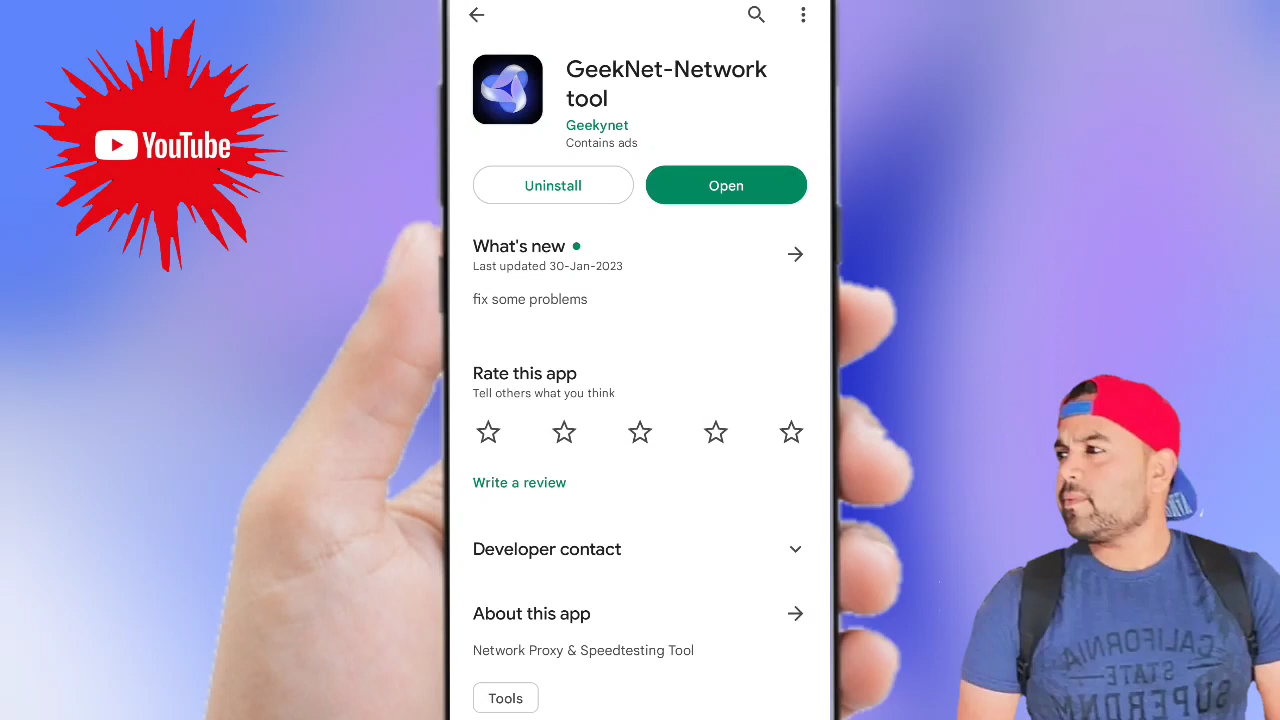 YouTube
GeekNet-Network
tool
Geekynet
Contains ads
Uninstall
Open
What's new
Last updated 30-Jan-2023
fix some problems
Rate this app
Tell others what you think
Write a review
Developer contact
About this app
Network Proxy & Speedtesting Tool
Tools
CALIFORNIA
STATE
SUPERDRY